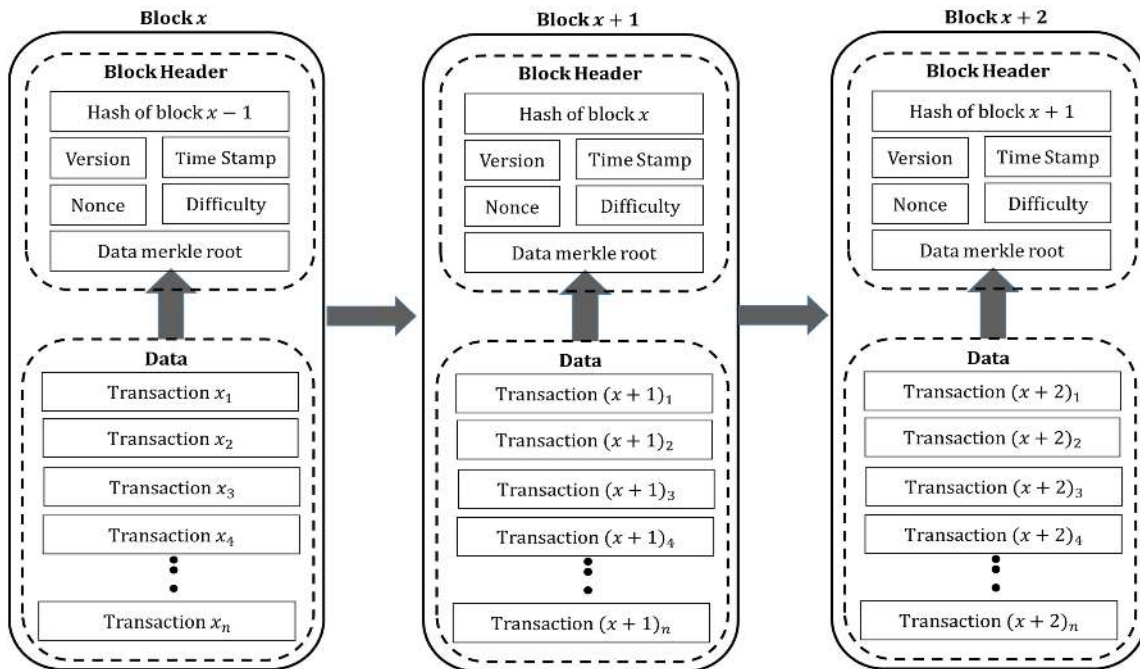 Block x
Block Header
Hash of block x − 1
Version
Time Stamp
Nonce
Difficulty
Data merkle root
Data
Transaction x₁
Transaction x₂
Transaction x₃
Transaction x₄
Transaction xₙ
Block x + 1
Block Header
Hash of block x
Version
Time Stamp
Nonce
Difficulty
Data merkle root
Data
Transaction (x + 1)₁
Transaction (x + 1)₂
Transaction (x + 1)₃
Transaction (x + 1)₄
Transaction (x + 1)ₙ
Block x + 2
Block Header
Hash of block x + 1
Version
Time Stamp
Nonce
Difficulty
Data merkle root
Data
Transaction (x + 2)₁
Transaction (x + 2)₂
Transaction (x + 2)₃
Transaction (x + 2)₄
Transaction (x + 2)ₙ